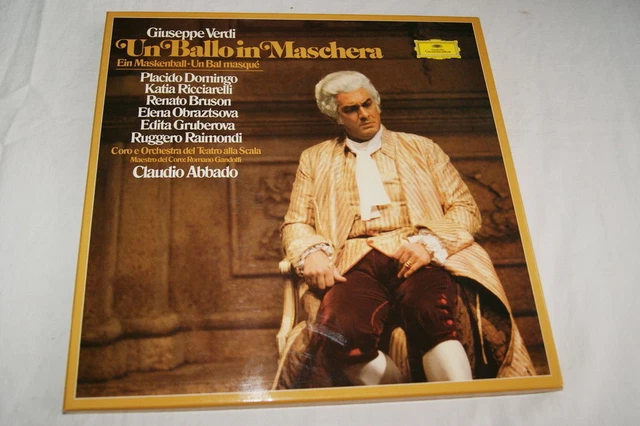 Giuseppe Verdi
Un Ballo in Maschera
Ein Maskenball · Un Bal masqué
Placido Domingo
Katia Ricciarelli
Renato Bruson
Elena Obraztsova
Edita Gruberova
Ruggero Raimondi
Coro e Orchestra del Teatro alla Scala
Maestro del Coro: Romano Gandolfi
Claudio Abbado